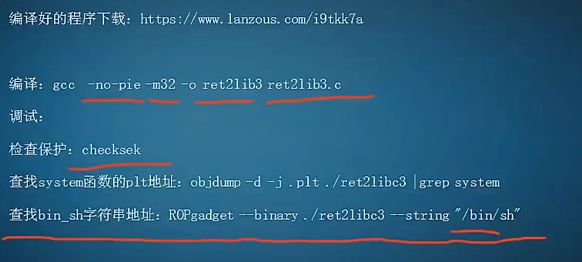 编译好的程序下载：https://www.lanzous.com/i9tkk7a
编译：gcc -no-pie -m32 -o ret2lib3 ret2lib3.c
调试：
检查保护：checksek
查找system函数的plt地址：objdump -d -j .plt ./ret2libc3 |grep system
查找bin_sh字符串地址：ROPgadget --binary ./ret2libc3 --string "/bin/sh"